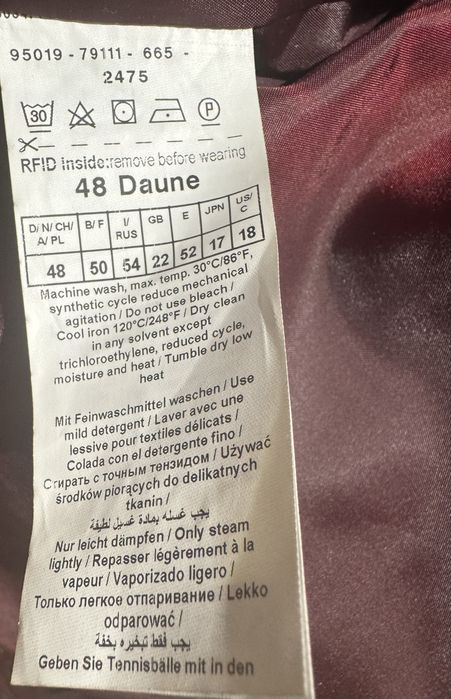 95019 - 79111 - 665 -
2475
30 P
RFID inside:remove before wearing
48 Daune
D/ N/ CH/ A/ PL B/ F I/ RUS GB E JPN US/ C
48 50 54 22 52 17 18
Machine wash, max. temp. 30°C/86°F,
synthetic cycle reduce mechanical
agitation / Do not use bleach /
Cool iron 120°C/248°F / Dry clean
in any solvent except
trichloroethylene, reduced cycle,
moisture and heat / Tumble dry low
heat
Mit Feinwaschmittel waschen / Use
mild detergent / Laver avec une
lessive pour textiles délicats /
Colada con el detergente fino /
Стирать с точным тензидом / Używać
środków piorących do delikatnych
tkanin /
يجب غسله بمادة غسيل لطيفة
Nur leicht dämpfen / Only steam
lightly / Repasser légèrement à la
vapeur / Vaporizado ligero /
Только легкое отпаривание / Lekko
odparować /
يجب فقط تبخيره بخفة
Geben Sie Tennisbälle mit in den